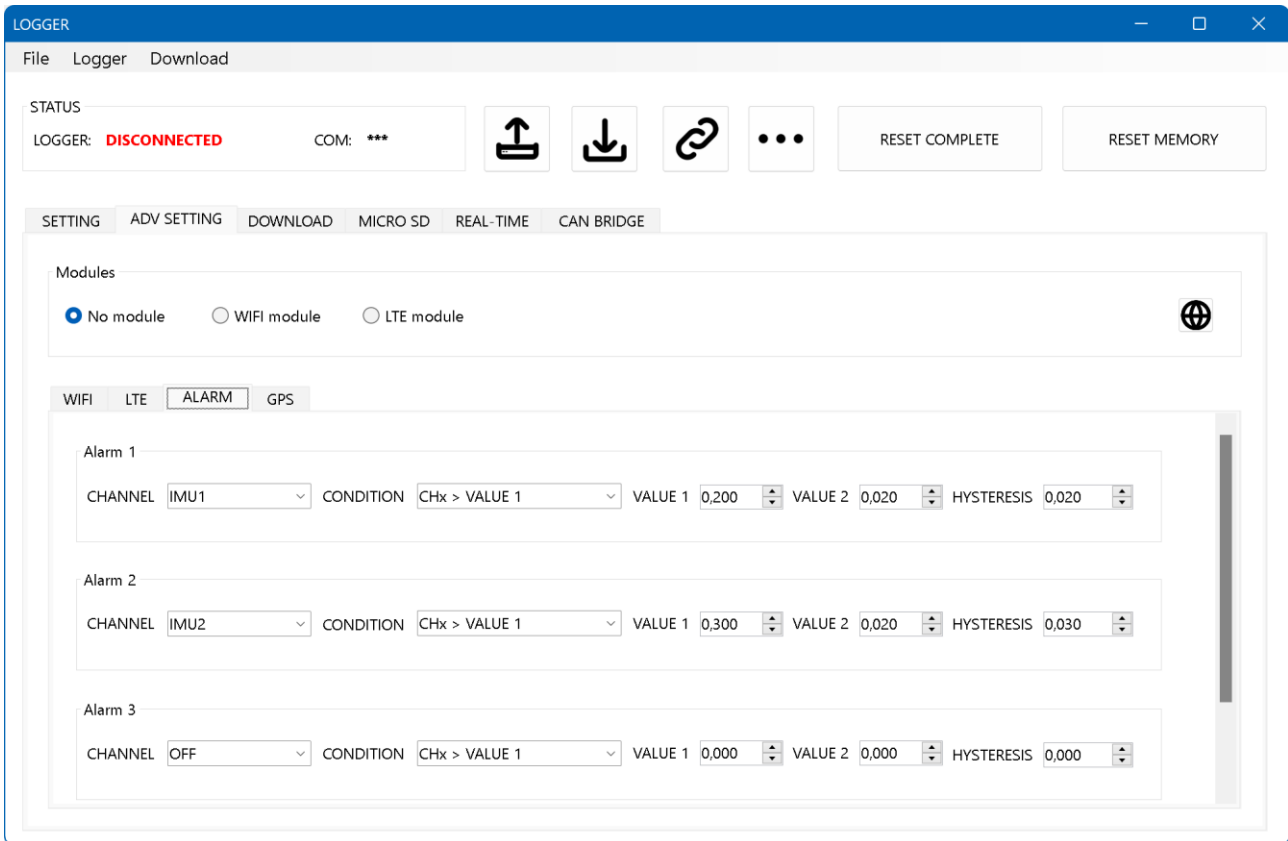 LOGGER
File Logger Download
STATUS
LOGGER: DISCONNECTED COM: ***
RESET COMPLETE RESET MEMORY
SETTING ADV SETTING DOWNLOAD MICRO SD REAL-TIME CAN BRIDGE
Modules
No module WIFI module LTE module
WIFI LTE ALARM GPS
Alarm 1
CHANNEL IMU1 CONDITION CHx > VALUE 1 VALUE 1 0,200 VALUE 2 0,020 HYSTERESIS 0,020
Alarm 2
CHANNEL IMU2 CONDITION CHx > VALUE 1 VALUE 1 0,300 VALUE 2 0,020 HYSTERESIS 0,030
Alarm 3
CHANNEL OFF CONDITION CHx > VALUE 1 VALUE 1 0,000 VALUE 2 0,000 HYSTERESIS 0,000